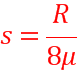 s = R / 8μ